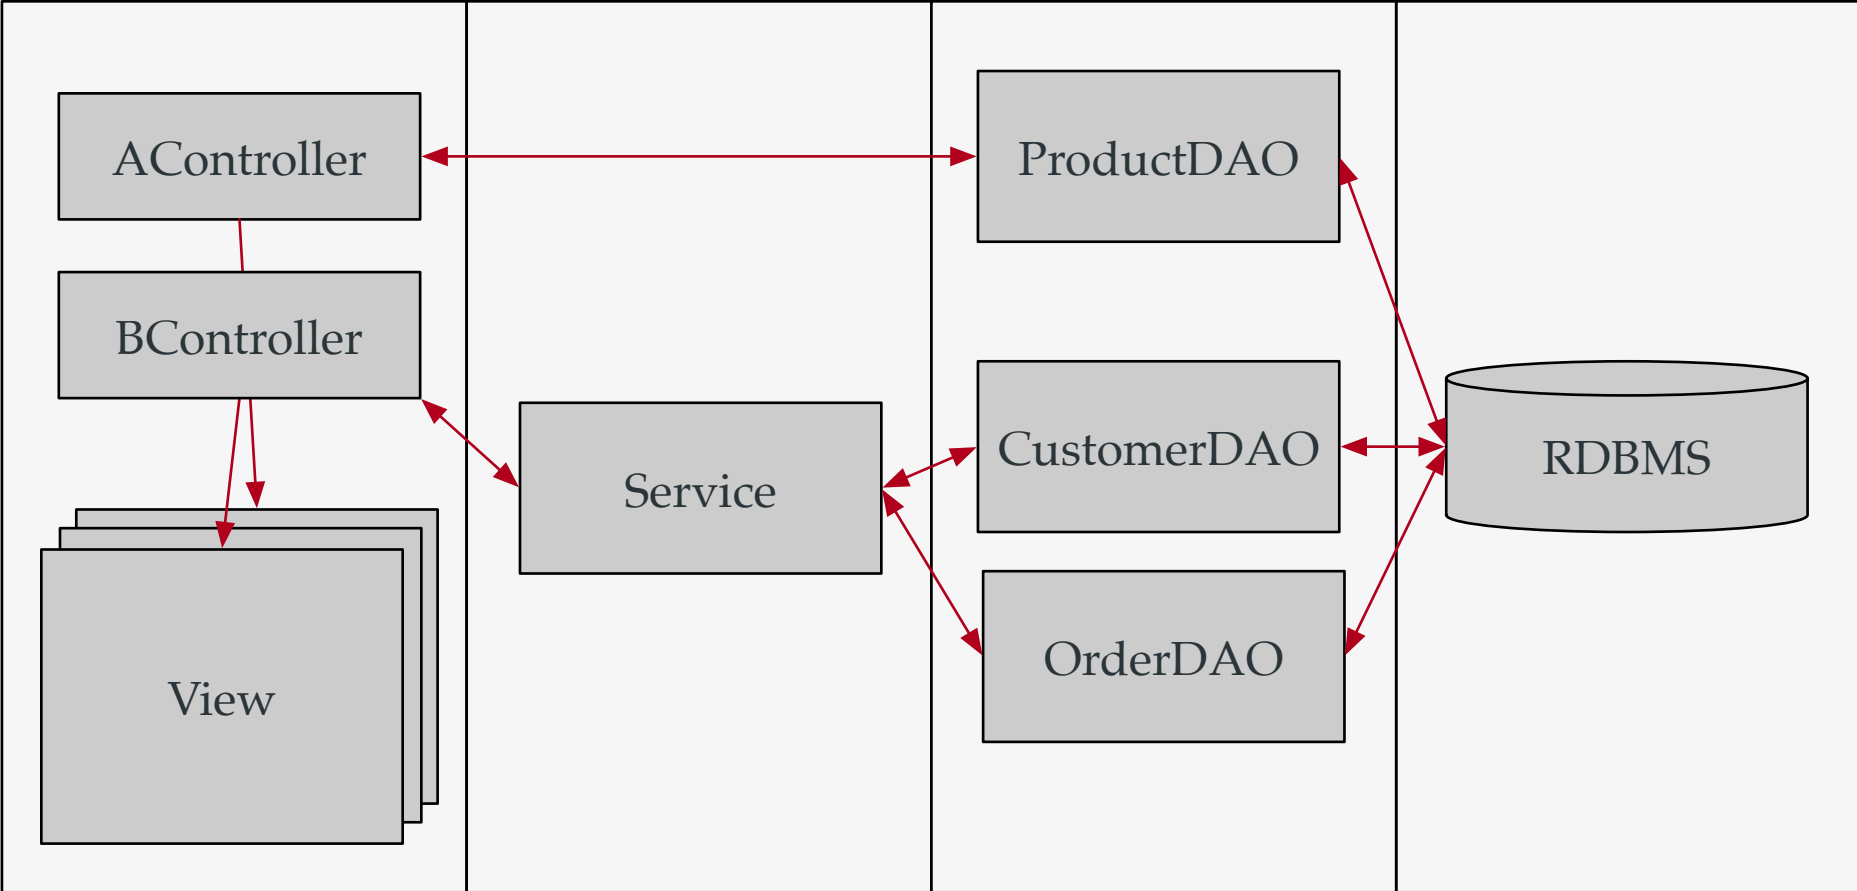 AController
ProductDAO
BController
CustomerDAO
RDBMS
Service
OrderDAO
View